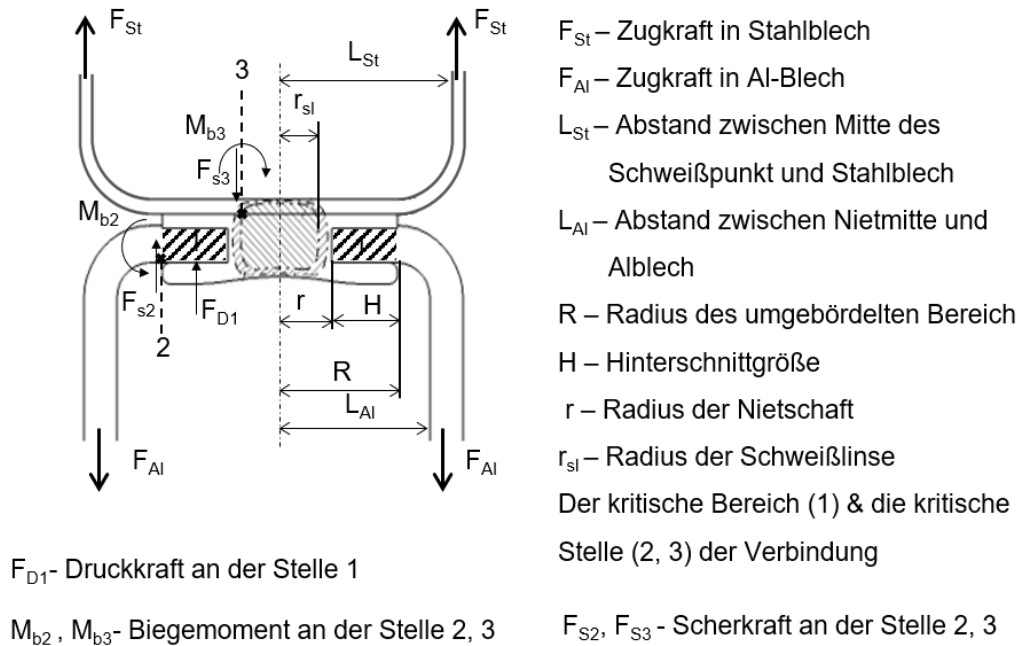 F_St
F_St
L_St
3
r_sl
M_b3
F_s3
M_b2
F_s2
F_D1
r
H
2
R
L_Al
F_Al
F_Al
F_St – Zugkraft in Stahlblech
F_Al – Zugkraft in Al-Blech
L_St – Abstand zwischen Mitte des
Schweißpunkt und Stahlblech
L_Al – Abstand zwischen Nietmitte und
Alblech
R – Radius des umgebördelten Bereich
H – Hinterschnittgröße
r – Radius der Nietschaft
r_sl – Radius der Schweißlinse
Der kritische Bereich (1) & die kritische
Stelle (2, 3) der Verbindung
F_D1- Druckkraft an der Stelle 1
M_b2 , M_b3- Biegemoment an der Stelle 2, 3
F_S2, F_S3 - Scherkraft an der Stelle 2, 3